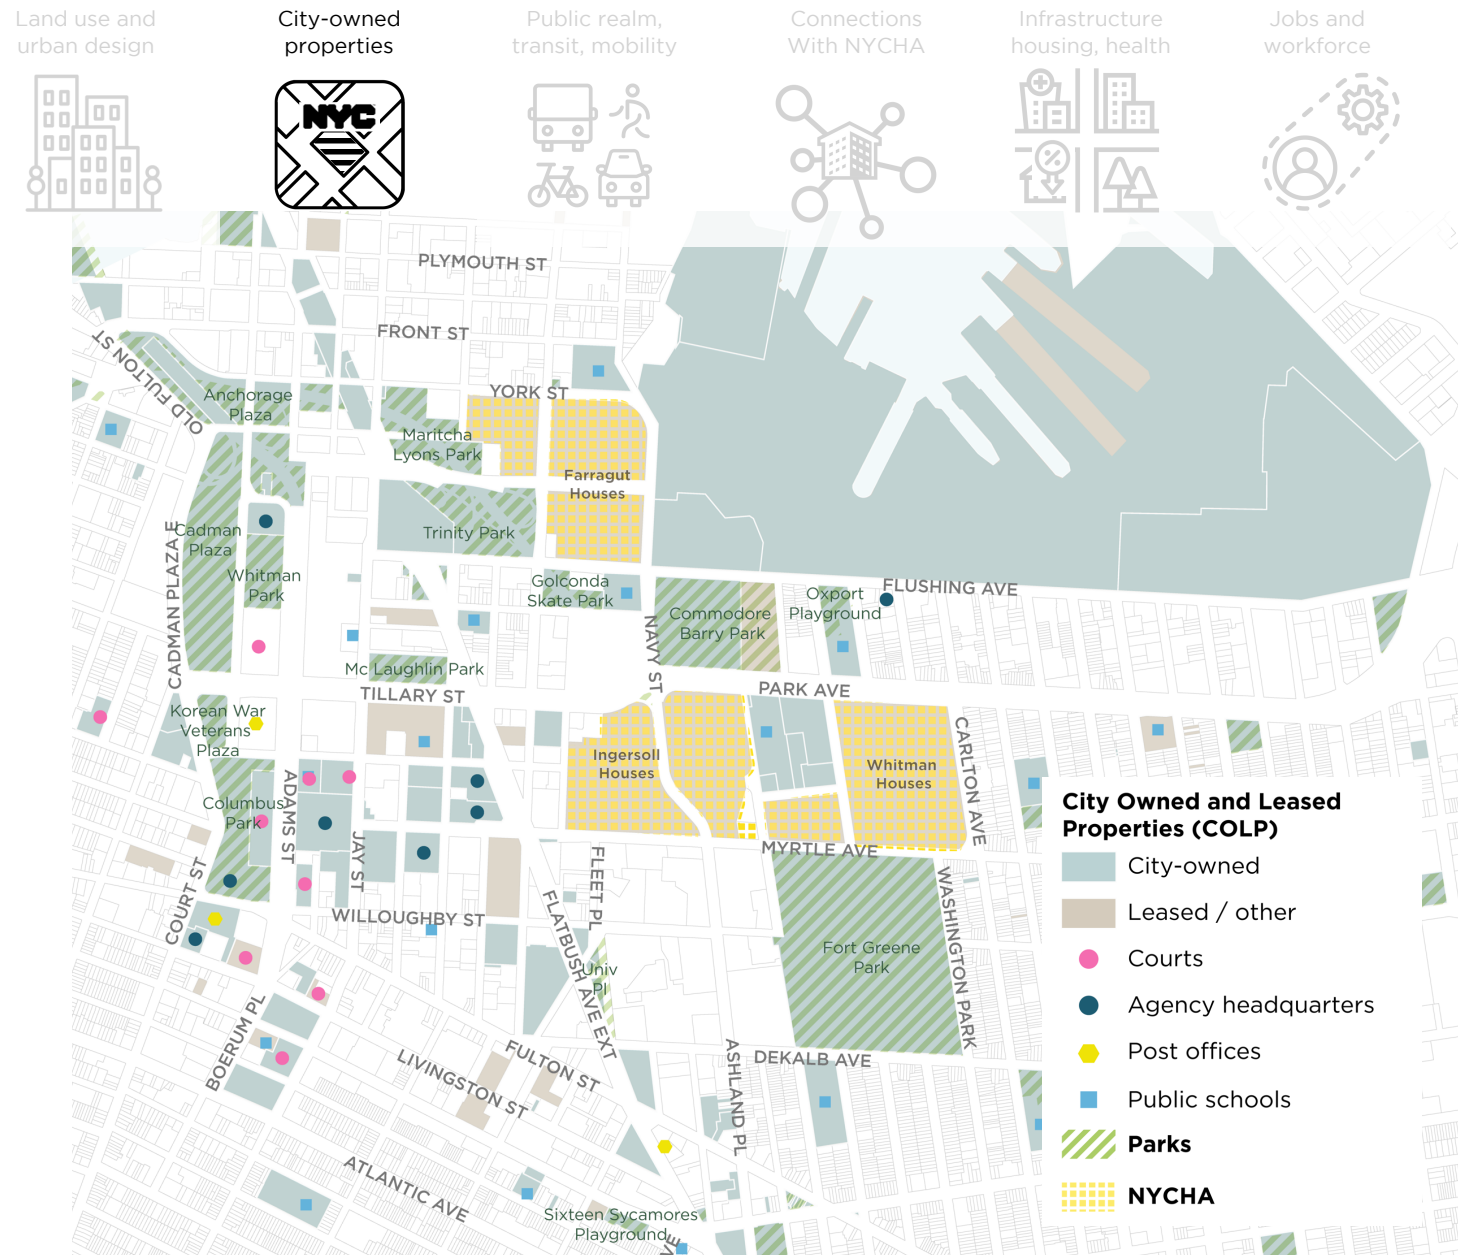 Land use and
urban design
City-owned
properties
Public realm,
transit, mobility
Connections
With NYCHA
Infrastructure
housing, health
Jobs and
workforce
NYC
PLYMOUTH ST
FRONT ST
OLD FULTON ST
YORK ST
Anchorage
Plaza
Maritcha
Lyons Park
Farragut
Houses
Cadman
Plaza
Trinity Park
CADMAN PLAZA E
Whitman
Park
Golconda
Skate Park
Commodore
Barry Park
Oxport
Playground
FLUSHING AVE
NAVY ST
Mc Laughlin Park
TILLARY ST
PARK AVE
Korean War
Veterans
Plaza
Ingersoll
Houses
Whitman
Houses
CARLTON AVE
ADAMS ST
Columbus
Park
JAY ST
MYRTLE AVE
COURT ST
FLEET PL
WILLOUGHBY ST
FLATBUSH AVE EXT
WASHINGTON PARK
Fort Greene
Park
Univ
Pl
BOERUM PL
LIVINGSTON ST
FULTON ST
ASHLAND PL
DEKALB AVE
ATLANTIC AVE
Sixteen Sycamores
Playground
VE
City Owned and Leased
Properties (COLP)
City-owned
Leased / other
Courts
Agency headquarters
Post offices
Public schools
Parks
NYCHA